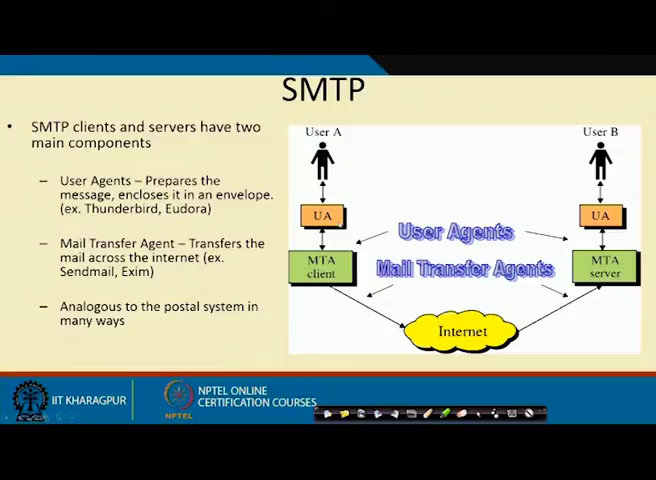 SMTP
• SMTP clients and servers have two
main components
– User Agents – Prepares the
message, encloses it in an envelope.
(ex. Thunderbird, Eudora)
– Mail Transfer Agent – Transfers the
mail across the internet (ex.
Sendmail, Exim)
– Analogous to the postal system in
many ways
User A
User B
UA
UA
User Agents
MTA
client
Mail Transfer Agents
MTA
server
Internet
IIT KHARAGPUR
NPTEL
NPTEL ONLINE
CERTIFICATION COURSES